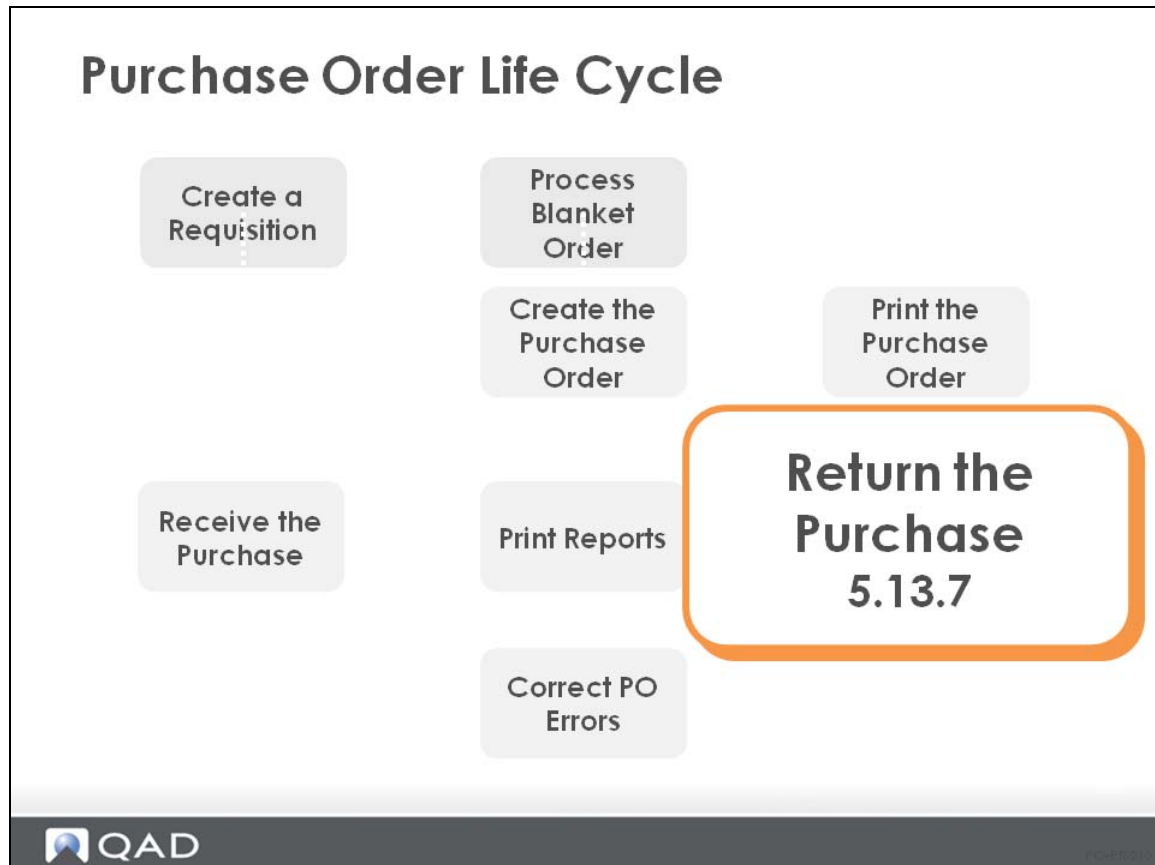 Purchase Order Life Cycle
Create a
Requisition
Process
Blanket
Order
Create the
Purchase
Order
Print the
Purchase
Order
Receive the
Purchase
Print Reports
Return the
Purchase
5.13.7
Correct PO
Errors
QAD